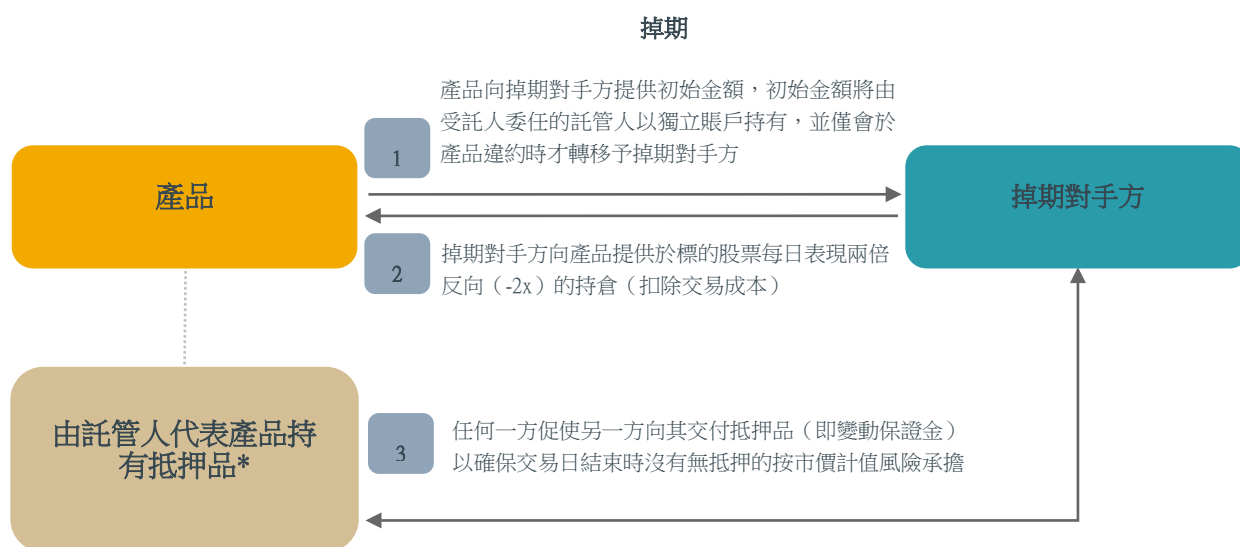 掉期
產品向掉期對手方提供初始金額，初始金額將由
受託人委任的託管人以獨立賬戶持有，並僅會於
產品違約時才轉移予掉期對手方
1
產品
掉期對手方
2
掉期對手方向產品提供於標的股票每日表現兩倍
反向（-2x）的持倉（扣除交易成本）
由託管人代表產品持
有抵押品*
3
任何一方促使另一方向其交付抵押品（即變動保證金）
以確保交易日結束時沒有無抵押的按市價計值風險承擔